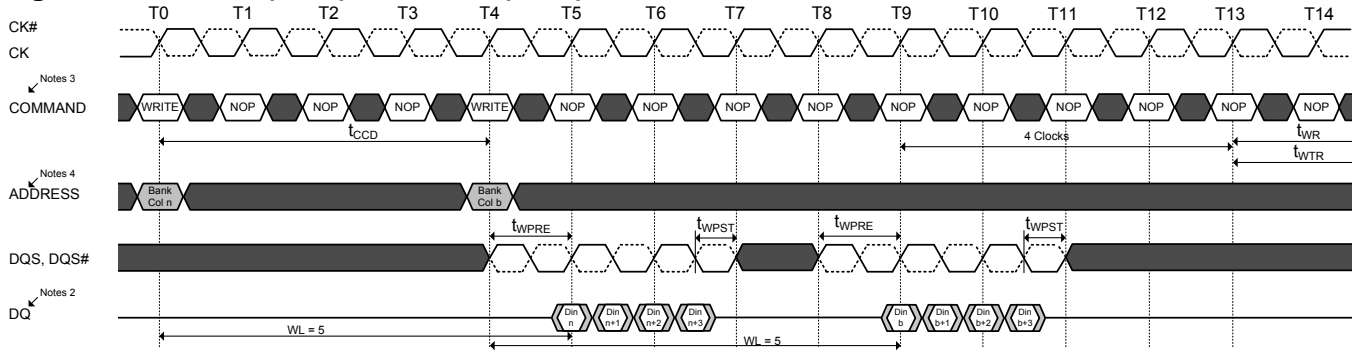 T0 T1 T2 T3 T4 T5 T6 T7 T8 T9 T10 T11 T12 T13 T14
CK#
CK
Notes 3
COMMAND WRITE NOP NOP NOP WRITE NOP NOP NOP NOP NOP NOP NOP NOP NOP NOP
tCCD 4 Clocks tWR
tWTR
Notes 4
ADDRESS Bank Col n Bank Col b
tWPRE tWPST tWPRE tWPST
DQS, DQS#
Notes 2
DQ Din n Din n+1 Din n+2 Din n+3 Din b Din b+1 Din b+2 Din b+3
WL = 5 WL = 5